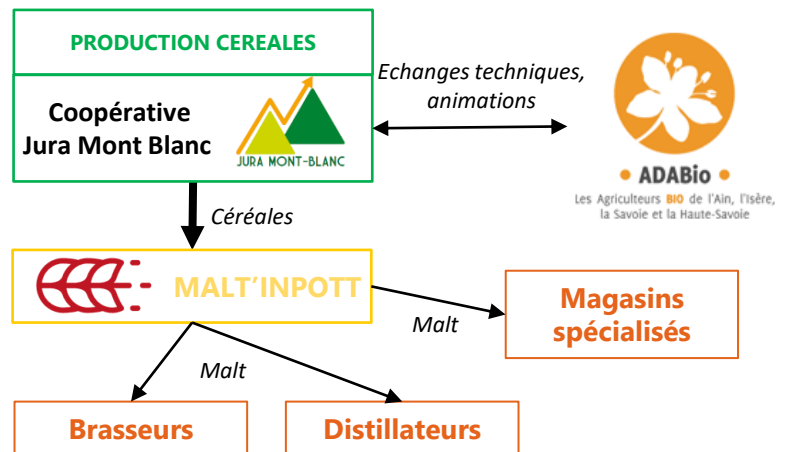 PRODUCTION CEREALES
Coopérative
Jura Mont Blanc
JURA MONT-BLANC
Echanges techniques,
animations
• ADABio •
Les Agriculteurs BIO de l'Ain, l'Isère,
la Savoie et la Haute-Savoie
Céréales
MALT'INPOTT
Malt
Magasins
spécialisés
Malt
Brasseurs
Distillateurs